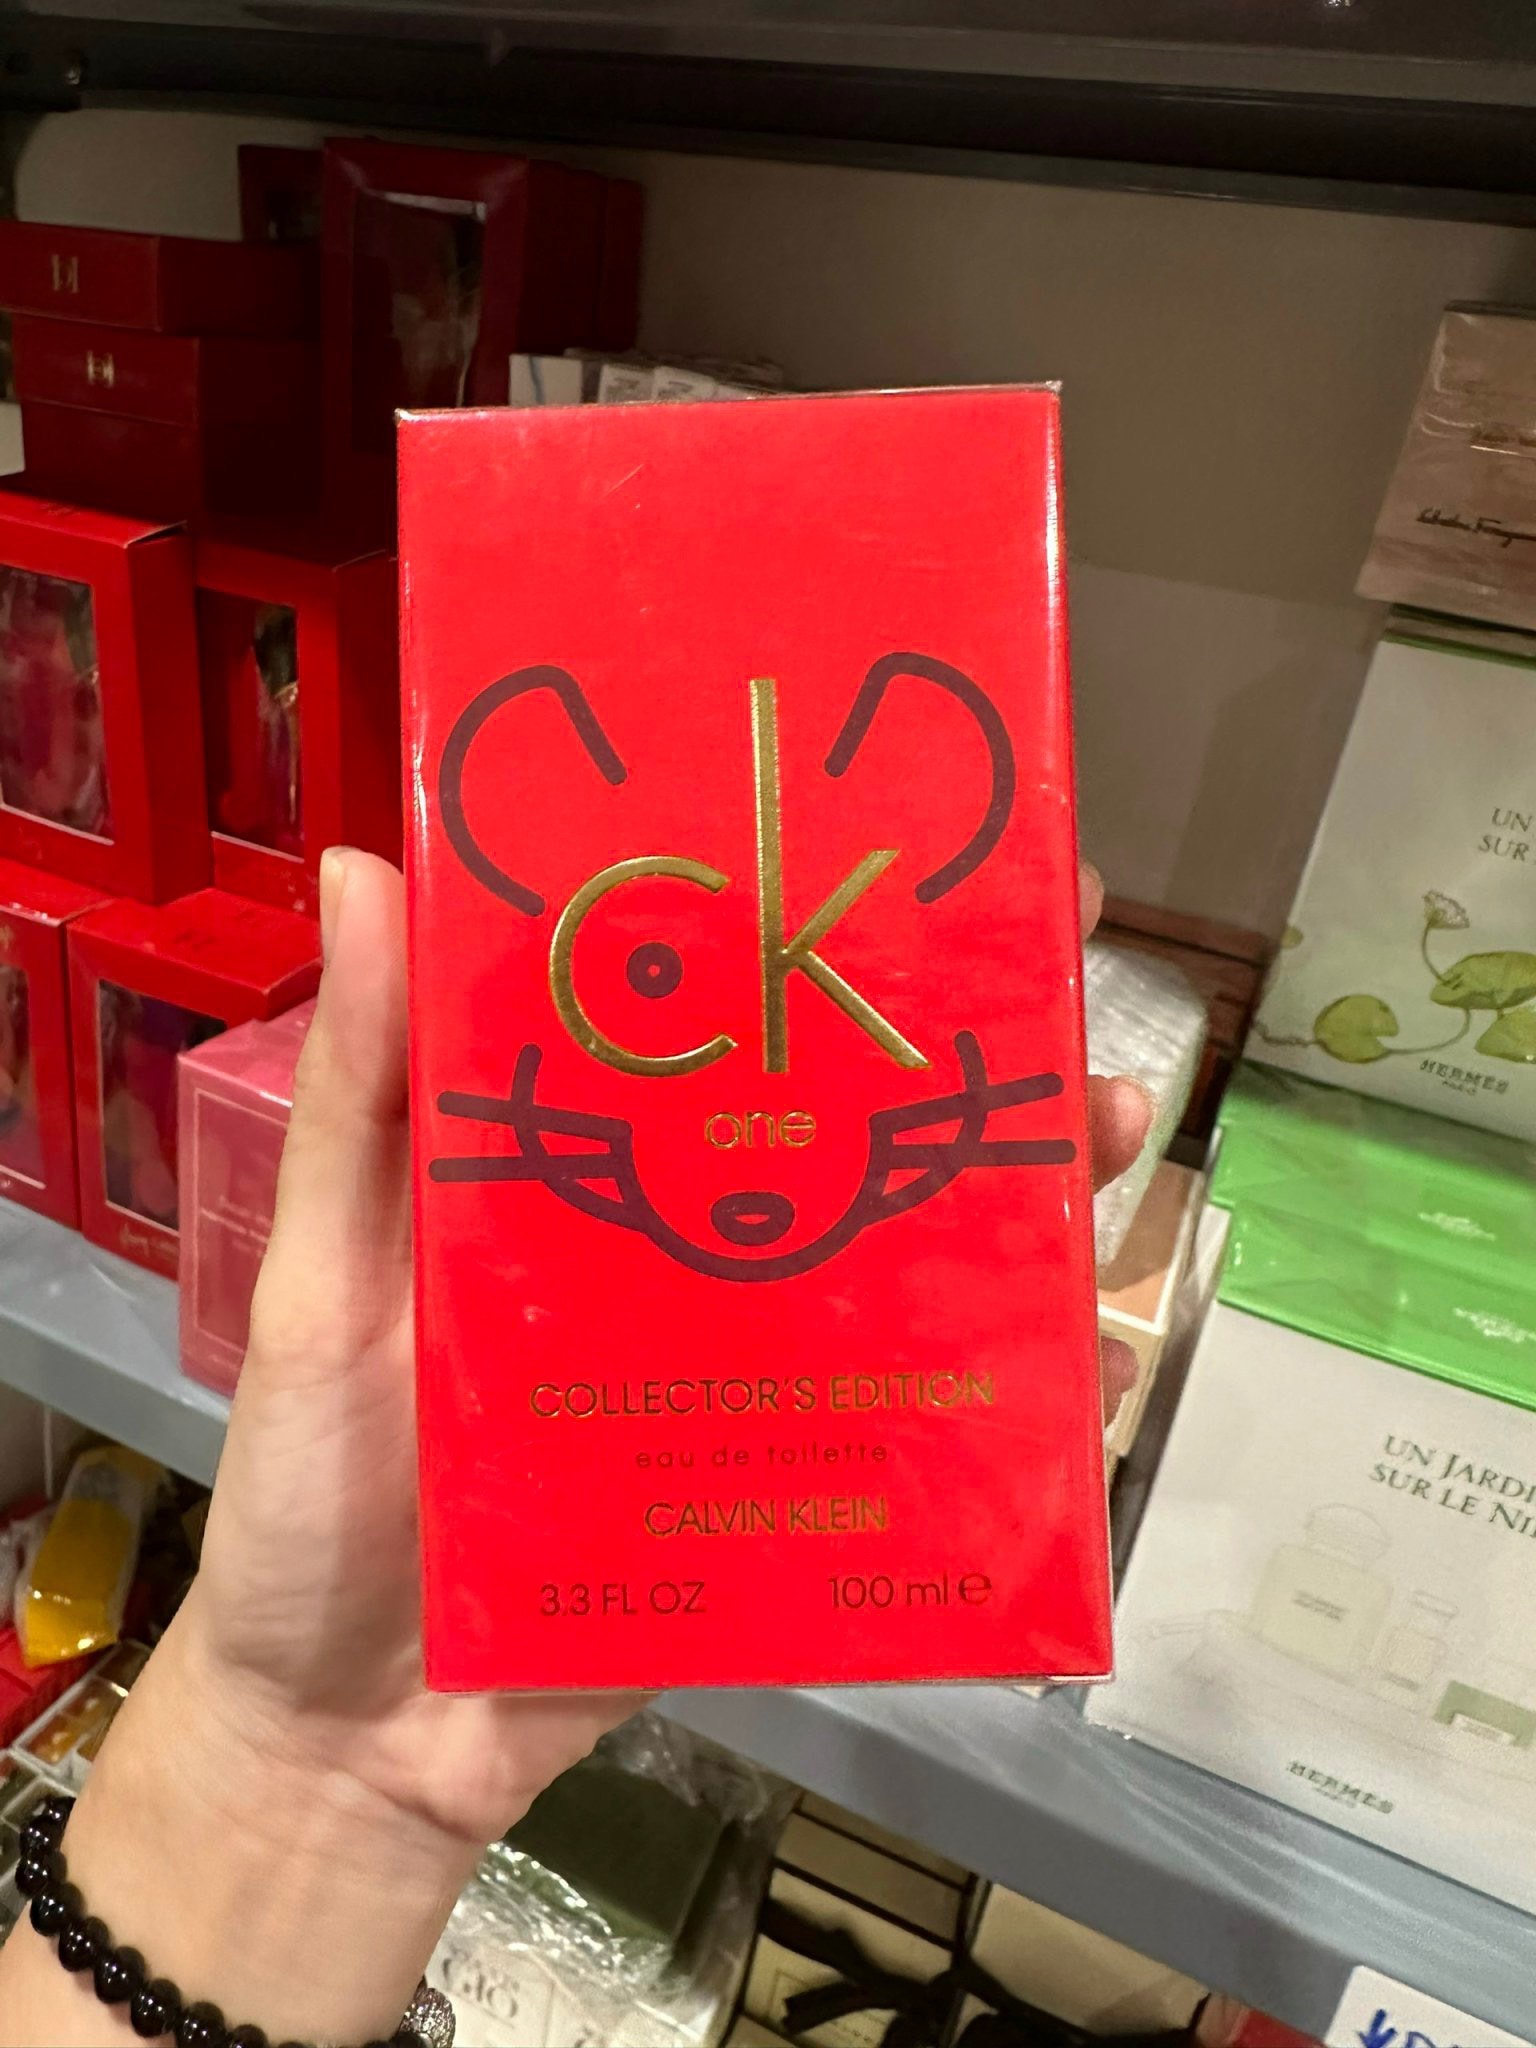 ck
one
COLLECTOR'S EDITION
eau de toilette
CALVIN KLEIN
3.3 FL OZ 100 ml e
UN
SUR
HERMES
PARIS
UN JARDI
SUR LE NI
HERMES